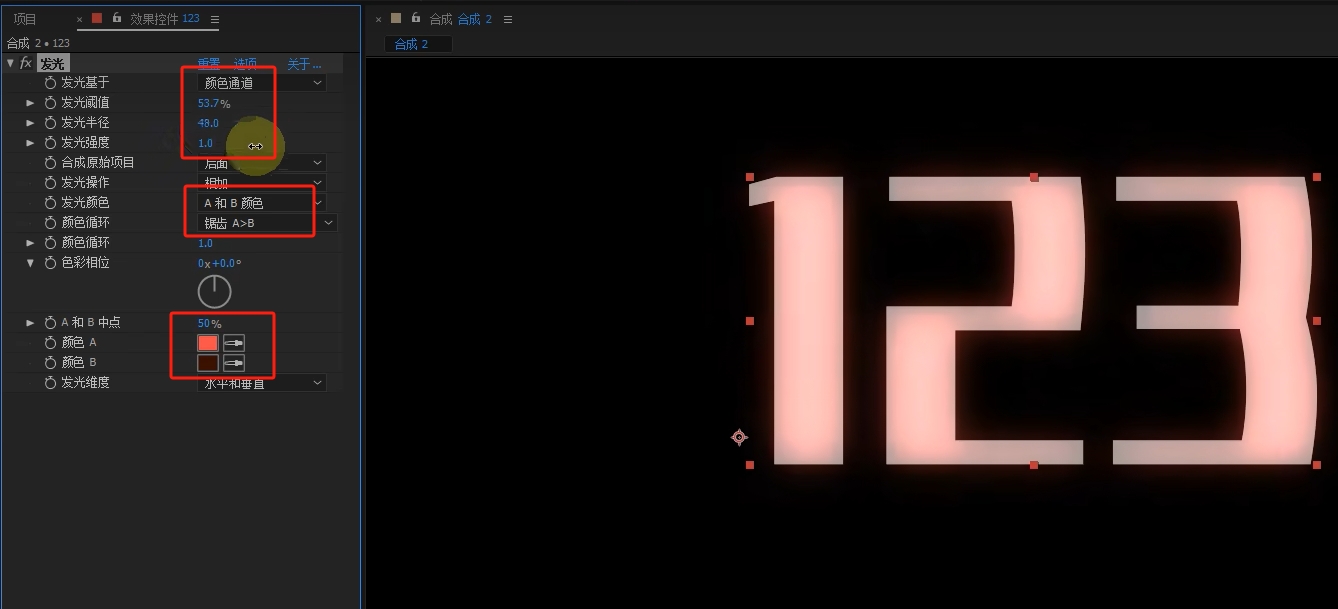 项目
× 效果控件 123 ≡
合成 2 • 123
fx 发光 重置 选项 关于...
发光基于 颜色通道
发光阈值 53.7%
发光半径 48.0
发光强度 1.0
合成原始项目 后面
发光操作 相加
发光颜色 A 和 B 颜色
颜色循环 锯齿 A>B
颜色循环 1.0
色彩相位 0x+0.0°
A 和 B 中点 50%
颜色 A
颜色 B
发光维度 水平和垂直
× 合成 合成 2 ≡
合成 2
123